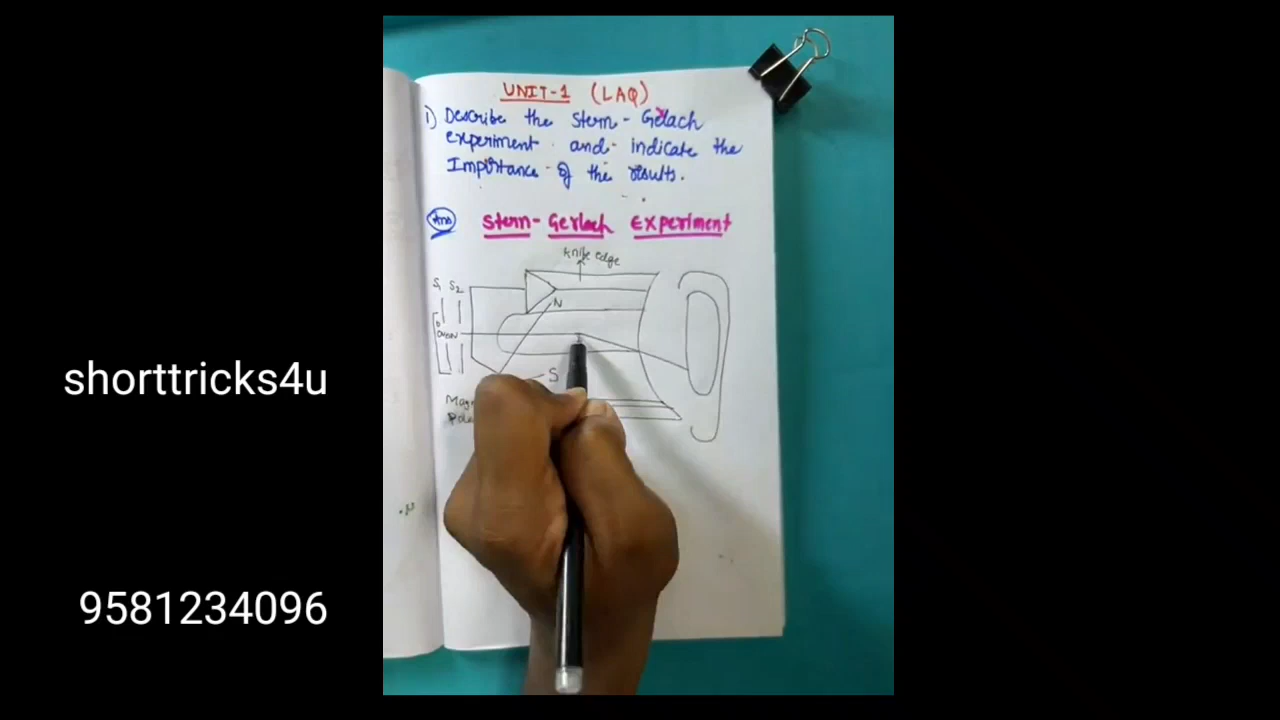 UNIT-1 (LAQ)
1) Describe the Stern-Gerlach
experiment and indicate the
Importance of the results.
Ans Stern-Gerlach Experiment
Knife edge
S1 S2
N
OVEN
S
shorttricks4u
9581234096